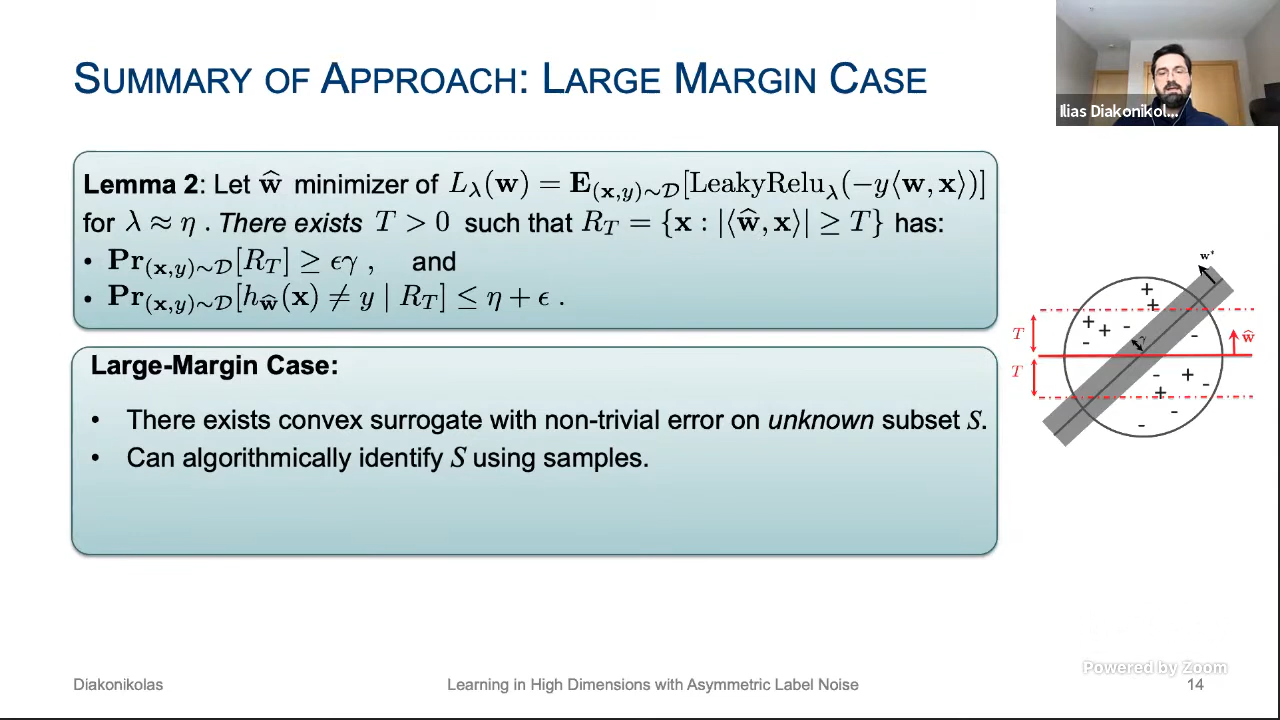 SUMMARY OF APPROACH: LARGE MARGIN CASE
Ilias Diakonikol...
Lemma 2: Let ŵ minimizer of L_λ(w) = E_{(x,y)∼D}[LeakyRelu_λ(−y⟨w, x⟩)]
for λ ≈ η . There exists T > 0 such that R_T = {x : |⟨ŵ, x⟩| ≥ T} has:
• Pr_{(x,y)∼D}[R_T] ≥ ϵγ , and
• Pr_{(x,y)∼D}[h_ŵ(x) ≠ y | R_T] ≤ η + ϵ .
Large-Margin Case:
• There exists convex surrogate with non-trivial error on unknown subset S.
• Can algorithmically identify S using samples.
w*
T
γ
ŵ
T
Powered by Zoom
Diakonikolas
Learning in High Dimensions with Asymmetric Label Noise
14